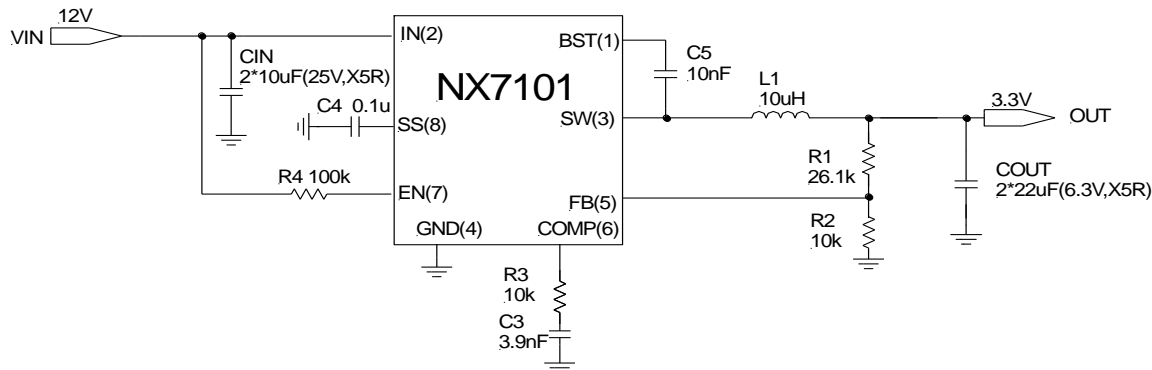 12V
VIN
IN(2)
BST(1)
CIN
2*10uF(25V,X5R)
C5
10nF
NX7101
L1
10uH
C4 0.1u
SS(8)
SW(3)
3.3V
OUT
R1
26.1k
COUT
2*22uF(6.3V,X5R)
R4 100k
EN(7)
FB(5)
R2
10k
GND(4)
COMP(6)
R3
10k
C3
3.9nF